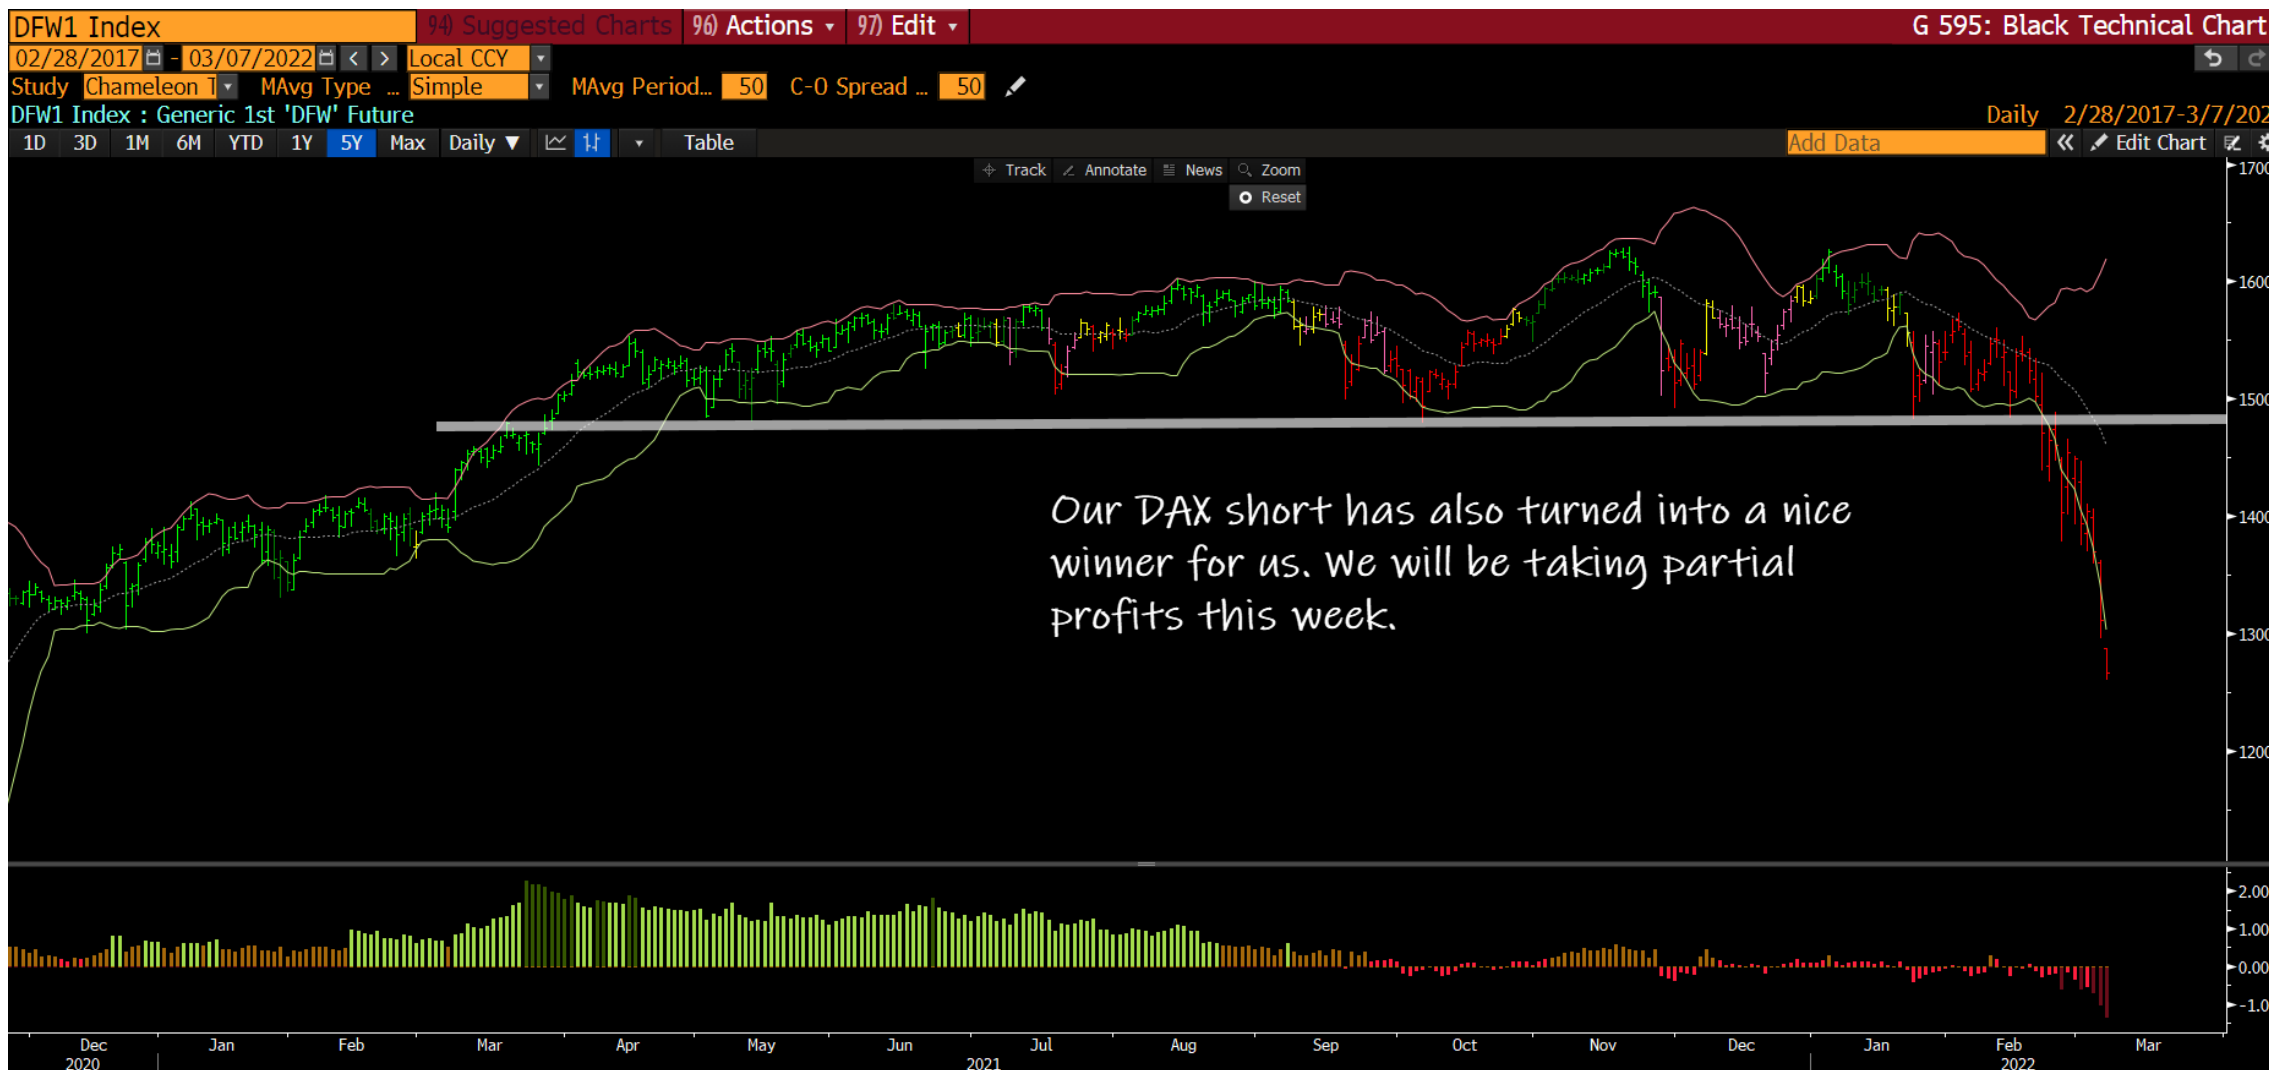 DFW1 Index 94) Suggested Charts 96) Actions 97) Edit G 595: Black Technical Chart
02/28/2017 - 03/07/2022 < > Local CCY
Study Chameleon T MAvg Type ... Simple MAvg Period... 50 C-O Spread ... 50
DFW1 Index : Generic 1st 'DFW' Future Daily 2/28/2017-3/7/202
1D 3D 1M 6M YTD 1Y 5Y Max Daily ▼ Table Add Data « Edit Chart
Track Annotate News Zoom
Reset
1700
1600
1500
1400
1300
1200
Our DAX short has also turned into a nice
winner for us. We will be taking partial
profits this week.
2.00
1.00
0.00
-1.0
Dec Jan Feb Mar Apr May Jun Jul Aug Sep Oct Nov Dec Jan Feb Mar
2020 2021 2022